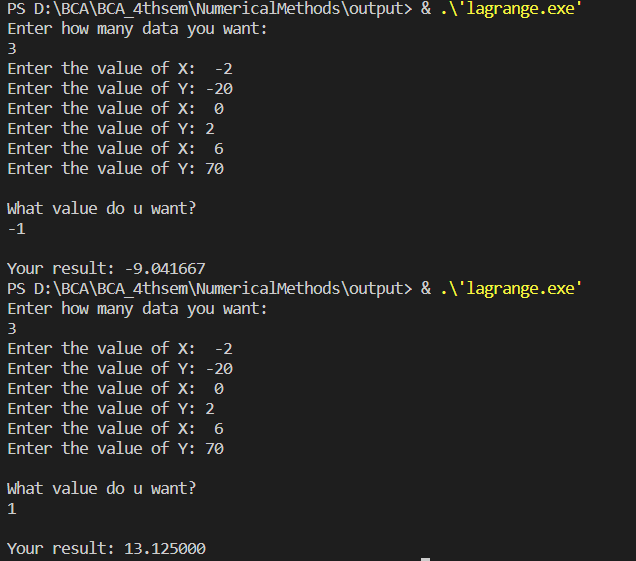 PS D:\BCA\BCA_4thsem\NumericalMethods\output> & .\'lagrange.exe'
Enter how many data you want:
3
Enter the value of X:  -2
Enter the value of Y: -20
Enter the value of X:  0
Enter the value of Y: 2
Enter the value of X:  6
Enter the value of Y: 70

What value do u want?
-1

Your result: -9.041667
PS D:\BCA\BCA_4thsem\NumericalMethods\output> & .\'lagrange.exe'
Enter how many data you want:
3
Enter the value of X:  -2
Enter the value of Y: -20
Enter the value of X:  0
Enter the value of Y: 2
Enter the value of X:  6
Enter the value of Y: 70

What value do u want?
1

Your result: 13.125000